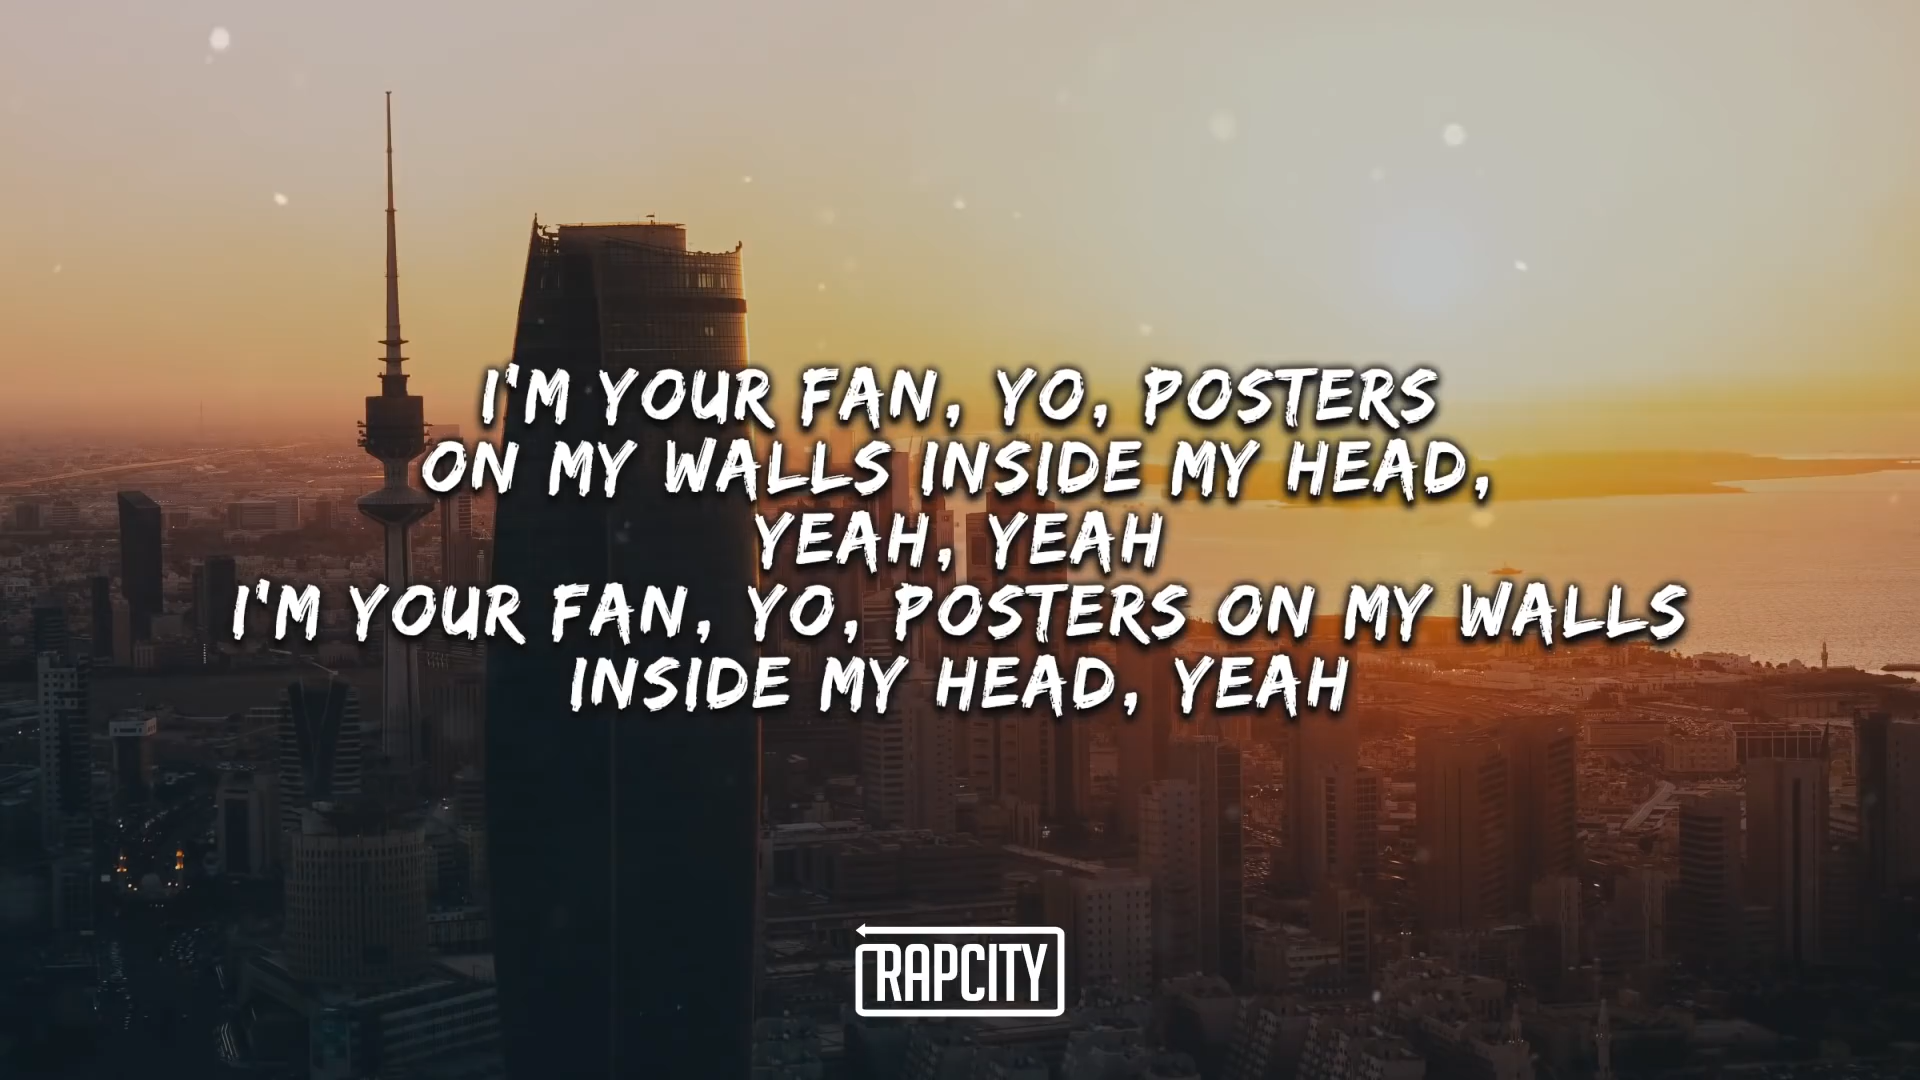 I'M YOUR FAN, YO, POSTERS
ON MY WALLS INSIDE MY HEAD,
YEAH, YEAH
I'M YOUR FAN, YO, POSTERS ON MY WALLS
INSIDE MY HEAD, YEAH
RAPCITY